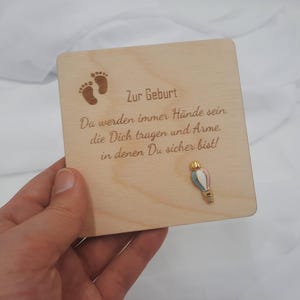 Zur Geburt
Da werden immer Hände sein,
die Dich tragen und Arme,
in denen Du sicher bist!